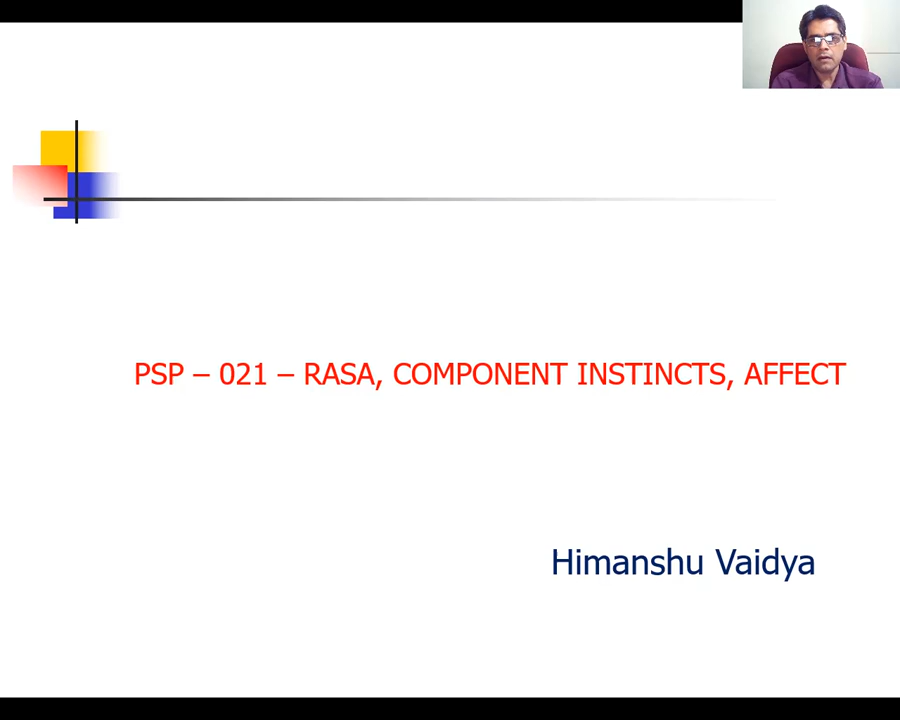 PSP – 021 – RASA, COMPONENT INSTINCTS, AFFECT
Himanshu Vaidya